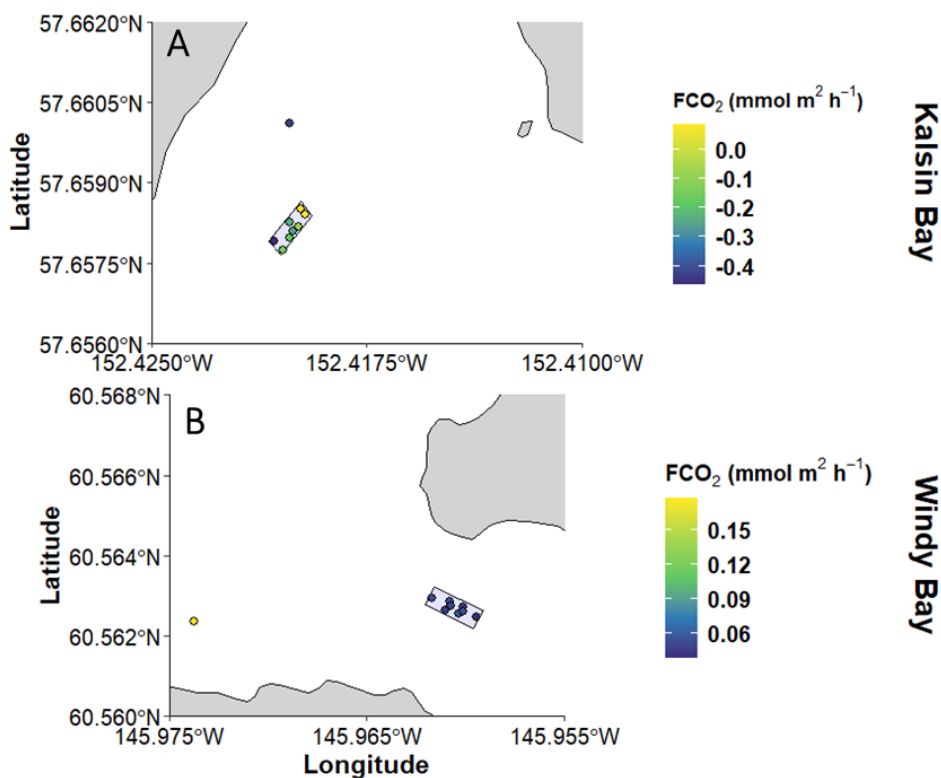 A
57.6620°N
57.6605°N
57.6590°N
57.6575°N
57.6560°N
Latitude
152.4250°W
152.4175°W
152.4100°W
FCO₂ (mmol m² h⁻¹)
0.0
-0.1
-0.2
-0.3
-0.4
Kalsin Bay
B
60.568°N
60.566°N
60.564°N
60.562°N
60.560°N
Latitude
145.975°W
145.965°W
145.955°W
Longitude
FCO₂ (mmol m² h⁻¹)
0.15
0.12
0.09
0.06
Windy Bay